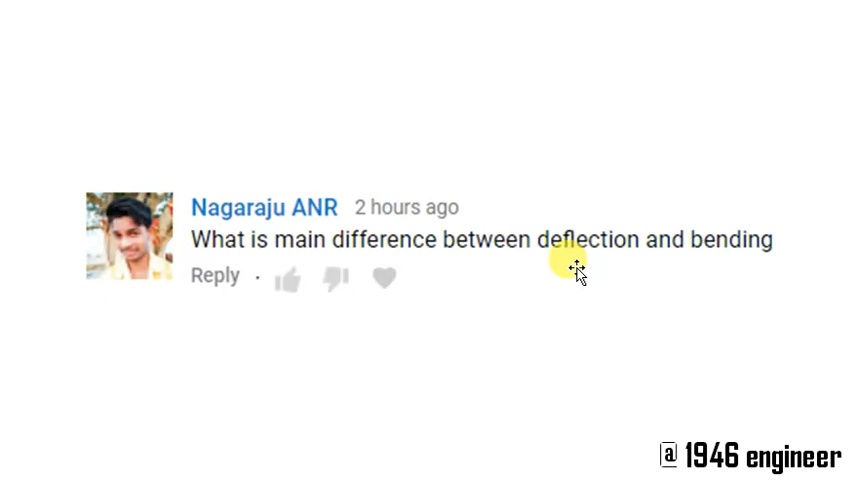 Nagaraju ANR 2 hours ago
What is main difference between deflection and bending
Reply
@ 1946 engineer